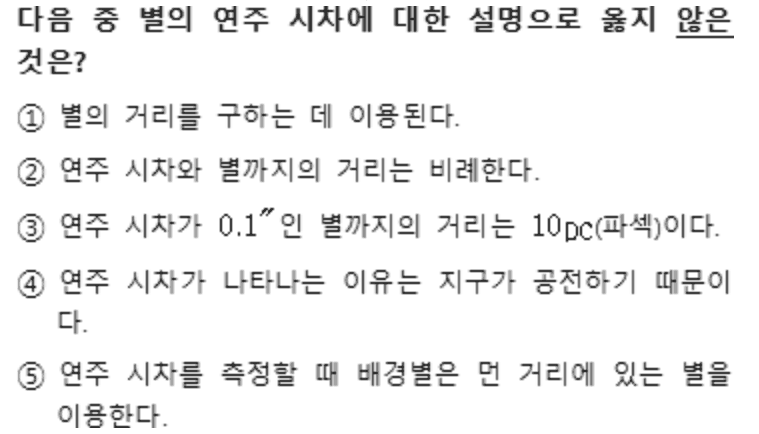 다음 중 별의 연주 시차에 대한 설명으로 옳지 않은
것은?
① 별의 거리를 구하는 데 이용된다.
② 연주 시차와 별까지의 거리는 비례한다.
③ 연주 시차가 0.1″인 별까지의 거리는 10pc(파섹)이다.
④ 연주 시차가 나타나는 이유는 지구가 공전하기 때문이
다.
⑤ 연주 시차를 측정할 때 배경별은 먼 거리에 있는 별을
이용한다.